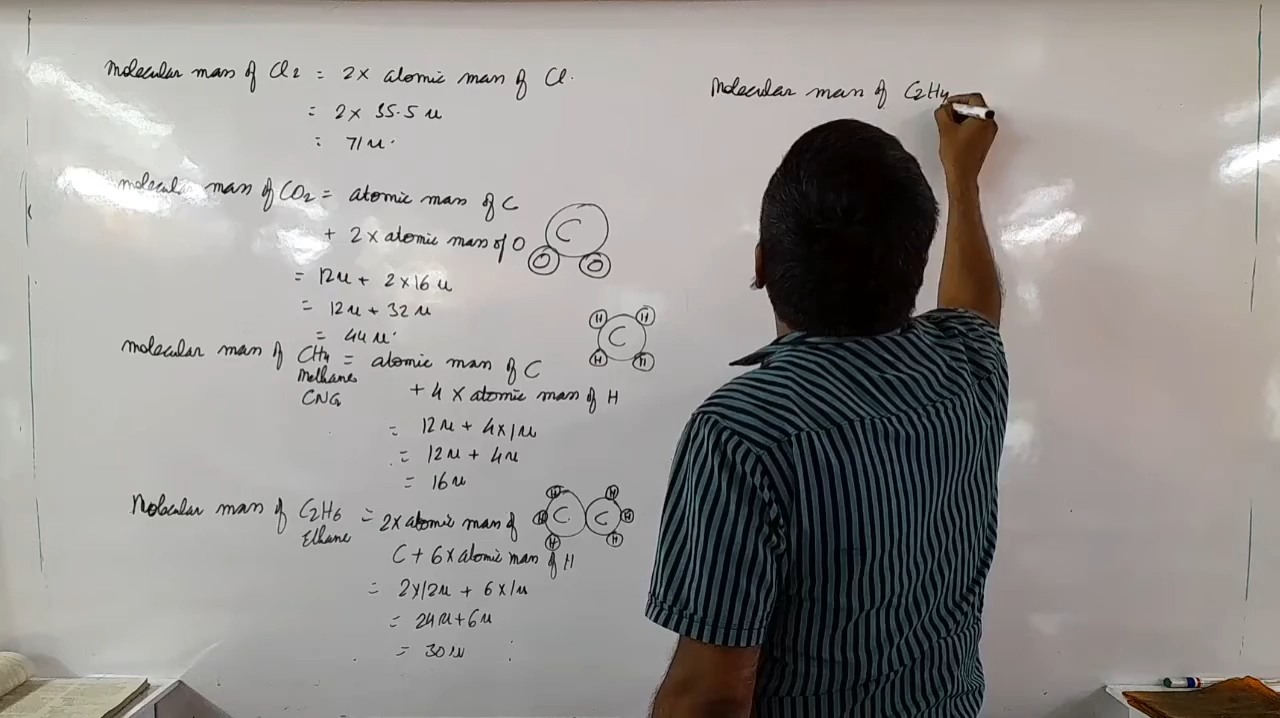 Molecular mass of Cl2 = 2 x atomic mass of Cl.
= 2 x 35.5 u
= 71 u.
molecular mass of CO2 = atomic mass of C
+ 2 x atomic mass of O
= 12u + 2 x 16 u
= 12 u + 32 u
= 44 u.
C
O O
molecular mass of CH4 = atomic mass of C
Methane
CNG
+ 4 x atomic mass of H
= 12u + 4 x 1u
= 12u + 4u
= 16u
H H
C
H H
Molecular mass of C2H6 = 2 x atomic mass of
Ethane
C + 6 x atomic mass of H
= 2 x 12u + 6 x 1u
= 24u + 6u
= 30u
H H
H C C H
H H
Molecular mass of C2H4